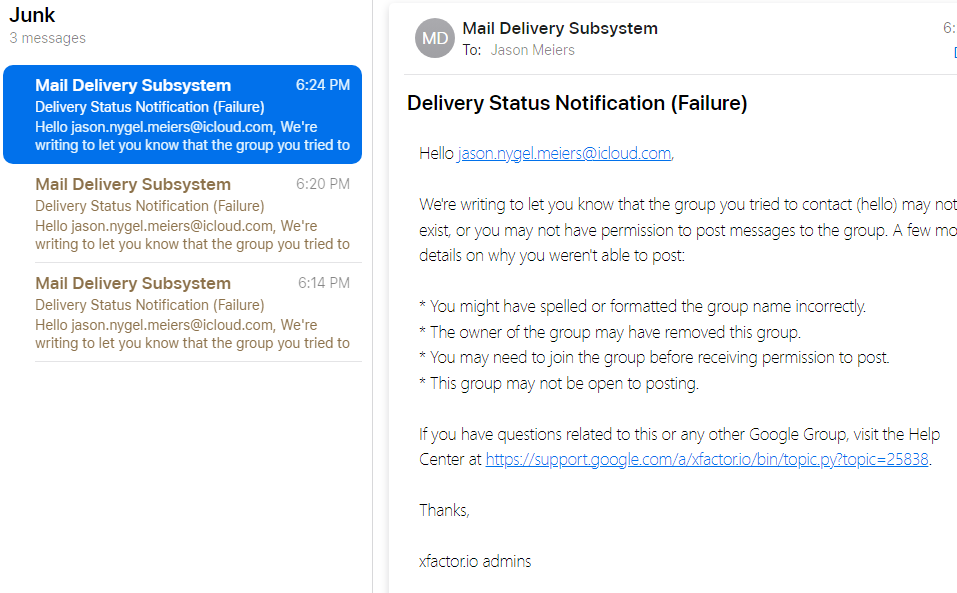 Junk
3 messages
Mail Delivery Subsystem 6:24 PM
Delivery Status Notification (Failure)
Hello jason.nygel.meiers@icloud.com, We're
writing to let you know that the group you tried to
Mail Delivery Subsystem 6:20 PM
Delivery Status Notification (Failure)
Hello jason.nygel.meiers@icloud.com, We're
writing to let you know that the group you tried to
Mail Delivery Subsystem 6:14 PM
Delivery Status Notification (Failure)
Hello jason.nygel.meiers@icloud.com, We're
writing to let you know that the group you tried to
MD
Mail Delivery Subsystem 6:
To: Jason Meiers
Delivery Status Notification (Failure)
Hello jason.nygel.meiers@icloud.com,
We're writing to let you know that the group you tried to contact (hello) may not
exist, or you may not have permission to post messages to the group. A few mo
details on why you weren't able to post:
* You might have spelled or formatted the group name incorrectly.
* The owner of the group may have removed this group.
* You may need to join the group before receiving permission to post.
* This group may not be open to posting.
If you have questions related to this or any other Google Group, visit the Help
Center at https://support.google.com/a/xfactor.io/bin/topic.py?topic=25838.
Thanks,
xfactor.io admins